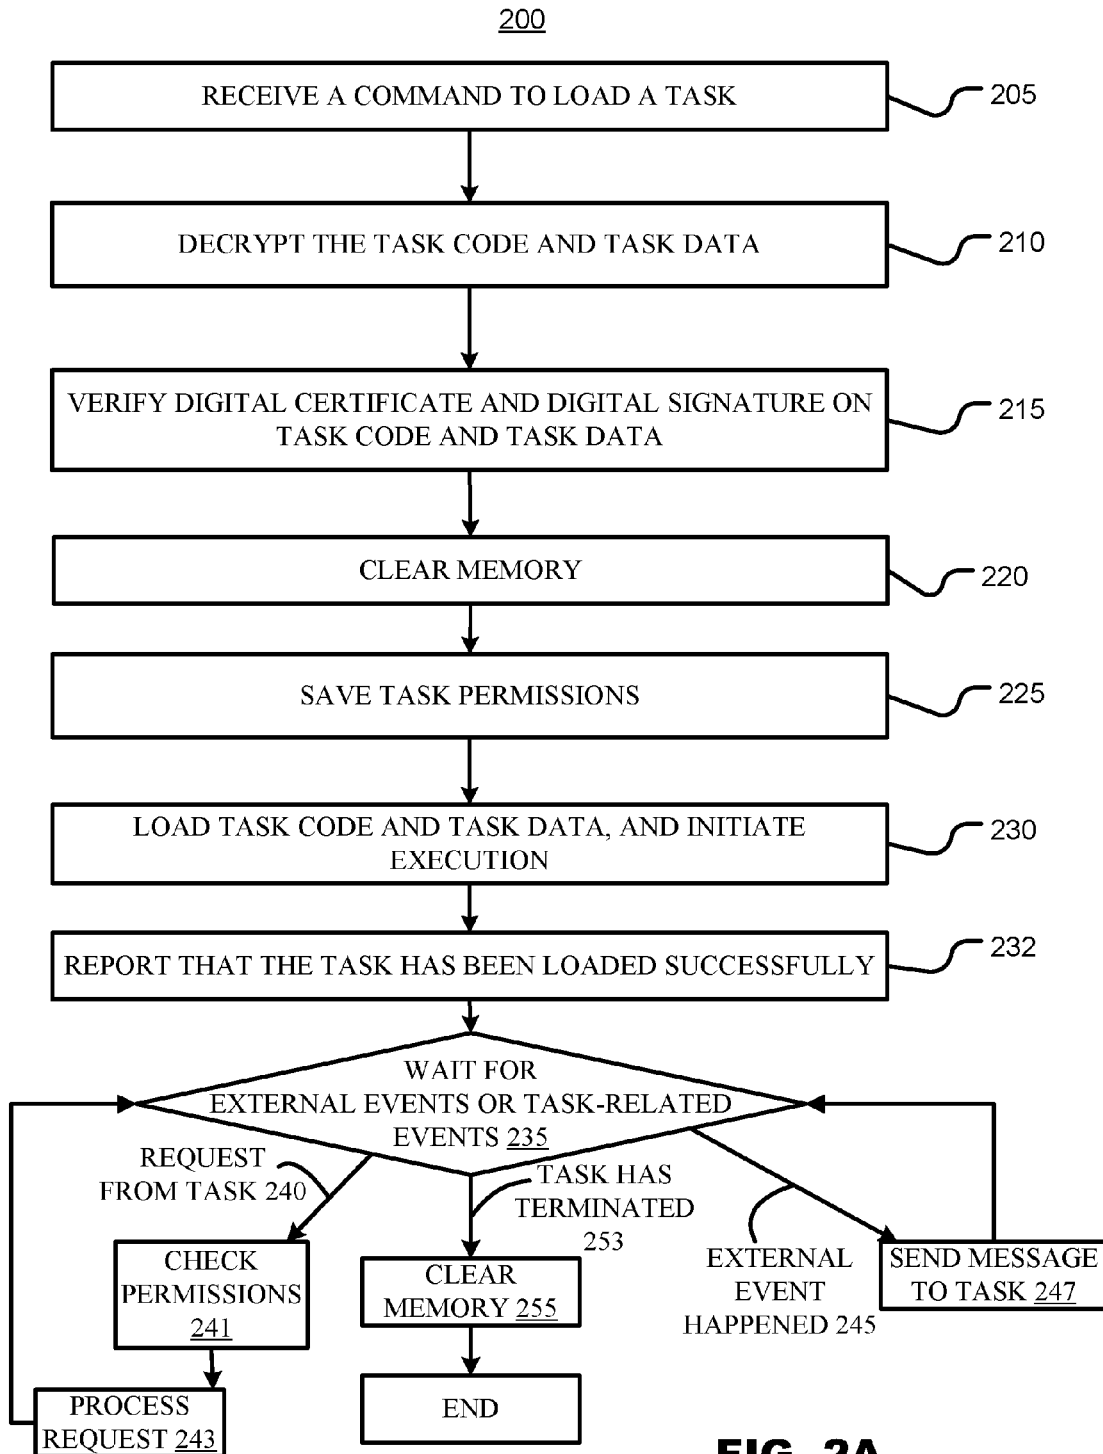 200
RECEIVE A COMMAND TO LOAD A TASK
205
DECRYPT THE TASK CODE AND TASK DATA
210
VERIFY DIGITAL CERTIFICATE AND DIGITAL SIGNATURE ON
TASK CODE AND TASK DATA
215
CLEAR MEMORY
220
SAVE TASK PERMISSIONS
225
LOAD TASK CODE AND TASK DATA, AND INITIATE
EXECUTION
230
REPORT THAT THE TASK HAS BEEN LOADED SUCCESSFULLY
232
WAIT FOR
EXTERNAL EVENTS OR TASK-RELATED
EVENTS 235
REQUEST
FROM TASK 240
TASK HAS
TERMINATED
253
EXTERNAL
EVENT
HAPPENED 245
CHECK
PERMISSIONS
241
CLEAR
MEMORY 255
SEND MESSAGE
TO TASK 247
PROCESS
REQUEST 243
END
FIG. 2A